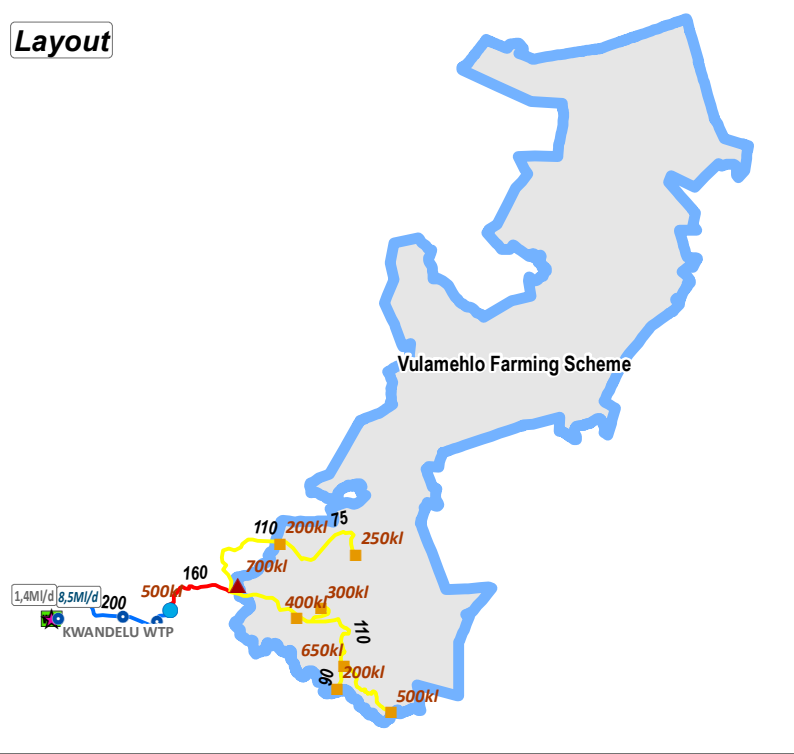 Layout
Vulamehlo Farming Scheme
110
200kl
75
250kl
700kl
160
1,4Ml/d
8,5Ml/d
200
500kl
300kl
400kl
KWANDELU WTP
110
650kl
200kl
90
500kl